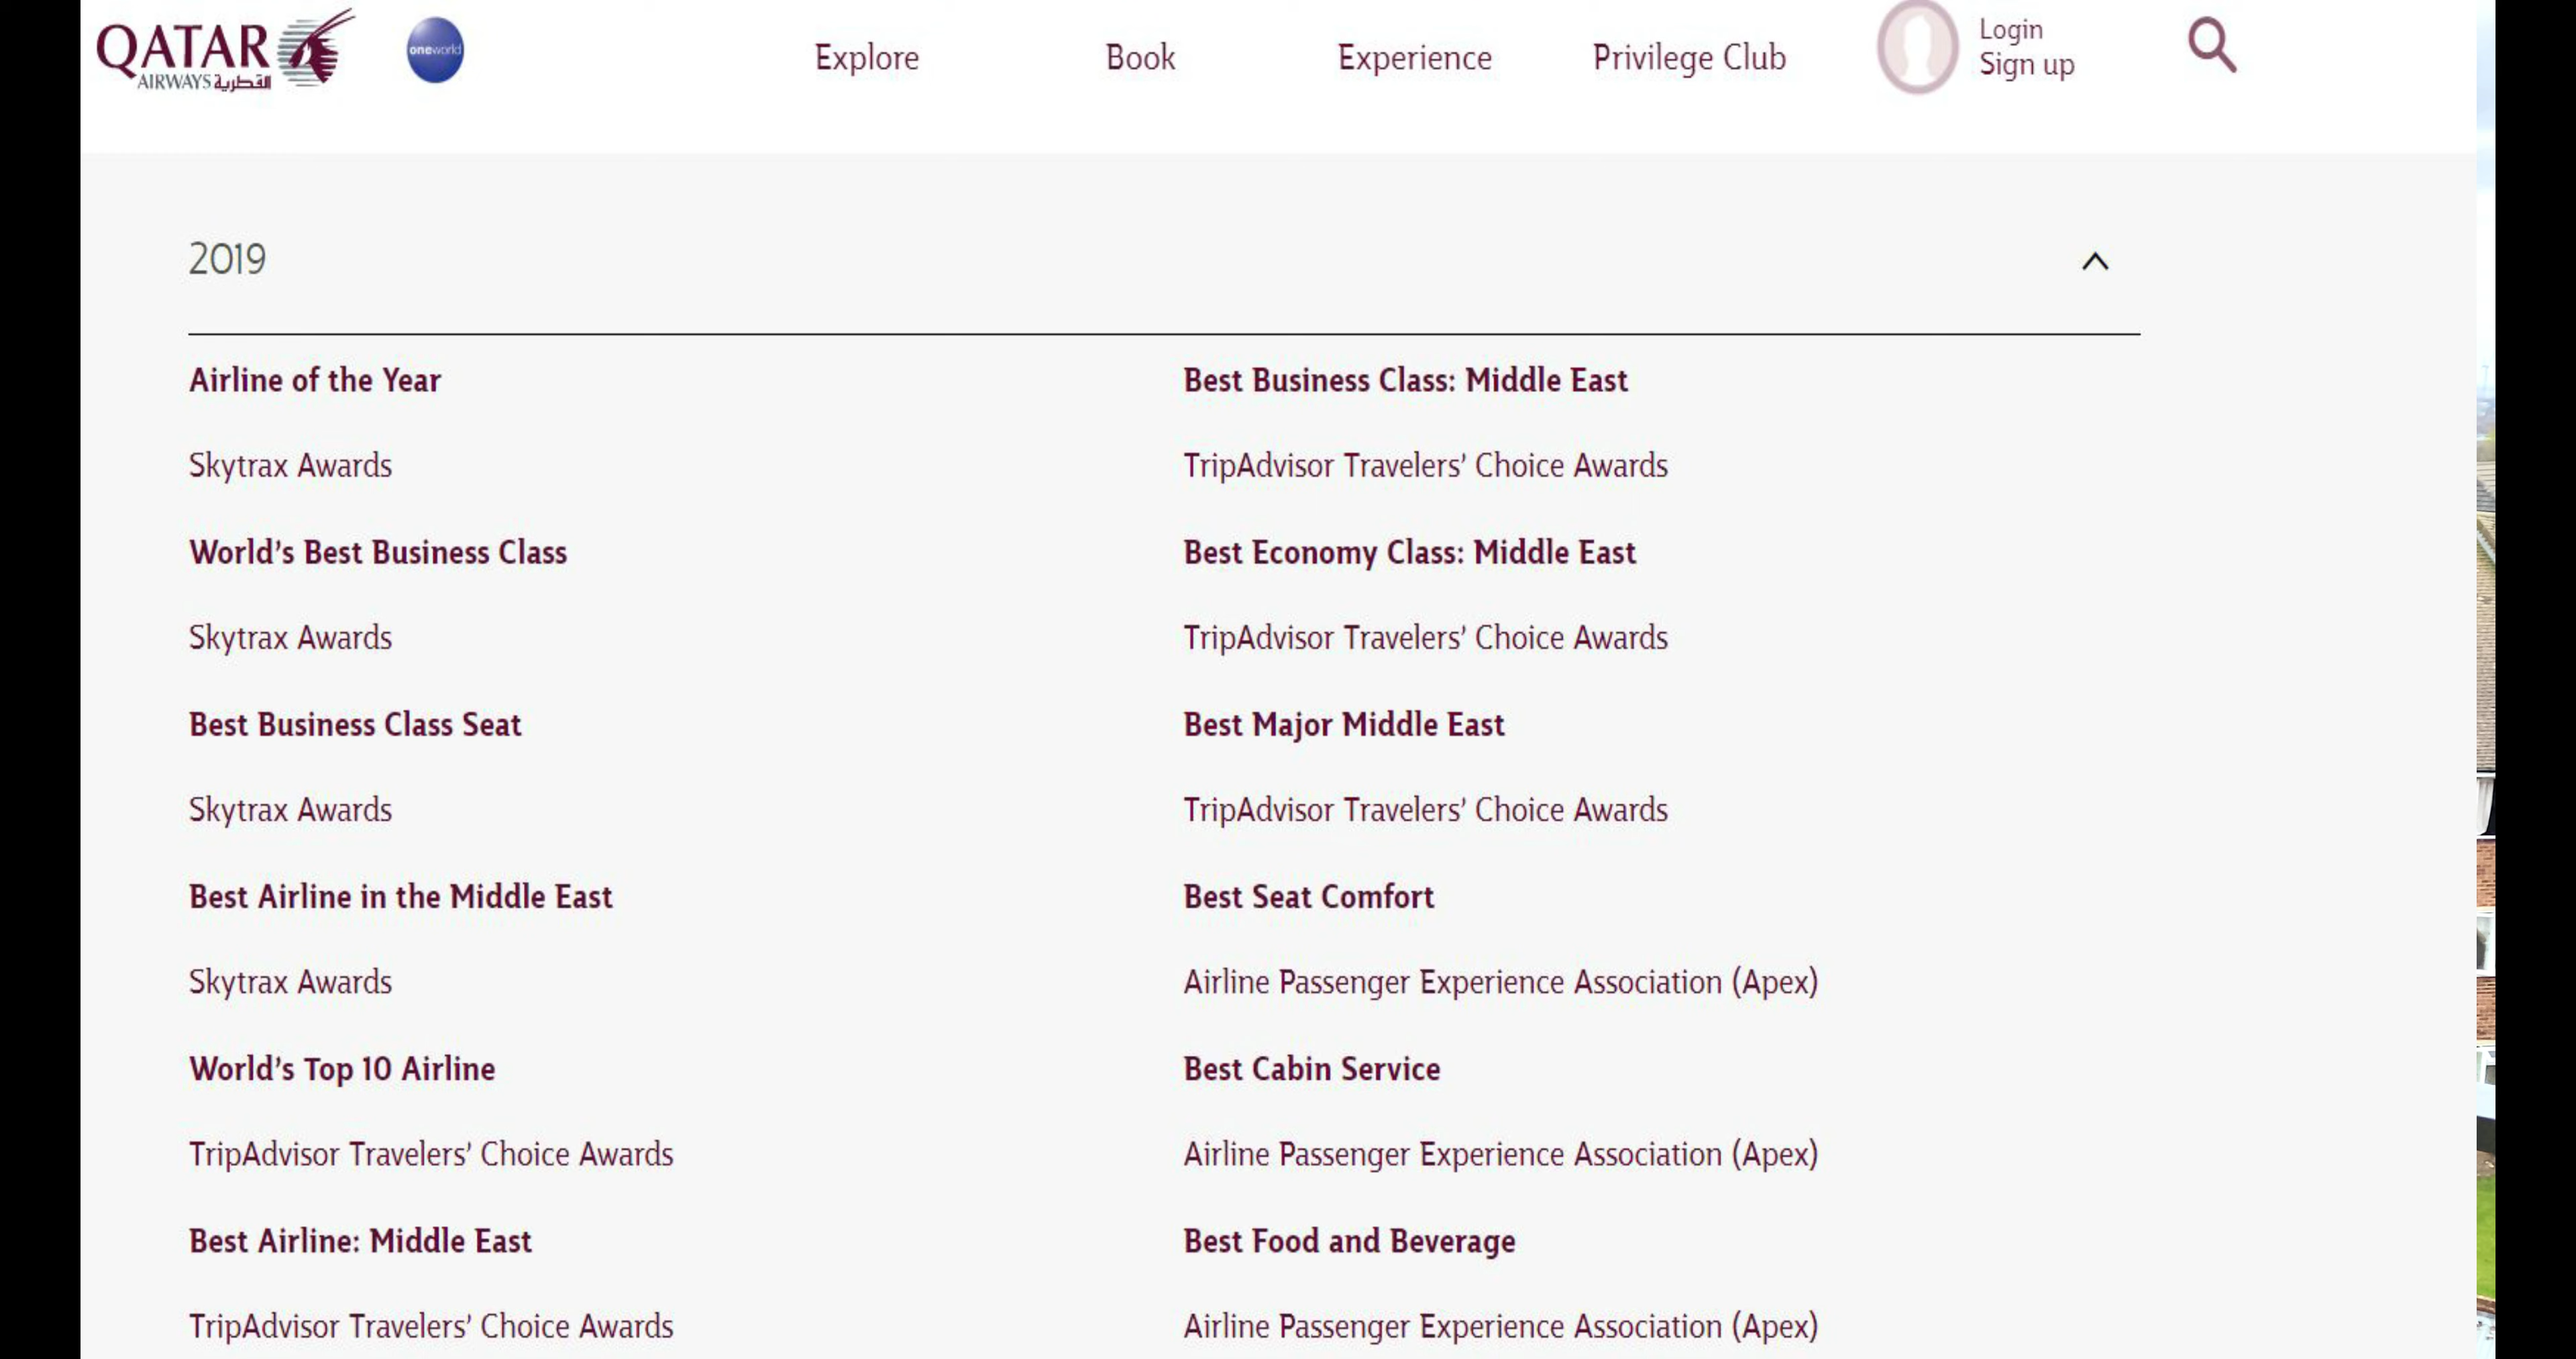 QATAR
AIRWAYS القطرية
oneworld
Explore
Book
Experience
Privilege Club
Login
Sign up
2019
Airline of the Year
Skytrax Awards
World's Best Business Class
Skytrax Awards
Best Business Class Seat
Skytrax Awards
Best Airline in the Middle East
Skytrax Awards
World's Top 10 Airline
TripAdvisor Travelers' Choice Awards
Best Airline: Middle East
TripAdvisor Travelers' Choice Awards
Best Business Class: Middle East
TripAdvisor Travelers' Choice Awards
Best Economy Class: Middle East
TripAdvisor Travelers' Choice Awards
Best Major Middle East
TripAdvisor Travelers' Choice Awards
Best Seat Comfort
Airline Passenger Experience Association (Apex)
Best Cabin Service
Airline Passenger Experience Association (Apex)
Best Food and Beverage
Airline Passenger Experience Association (Apex)